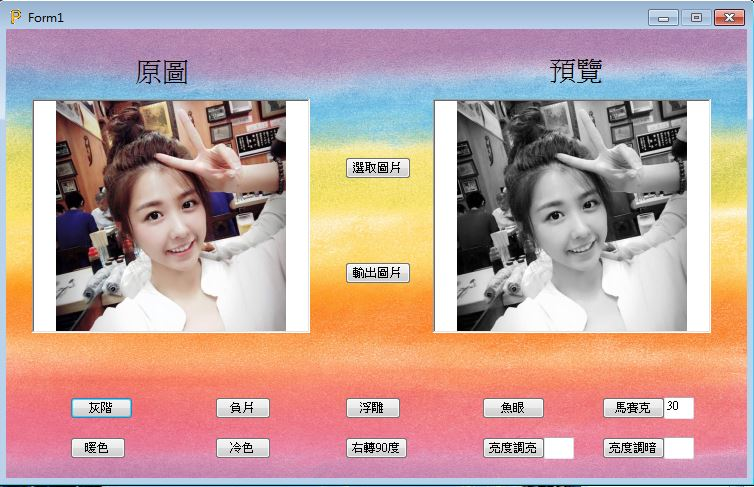 Form1
原圖
預覽
選取圖片
輸出圖片
灰階
負片
浮雕
魚眼
馬賽克 30
暖色
冷色
右轉90度
亮度調亮
亮度調暗